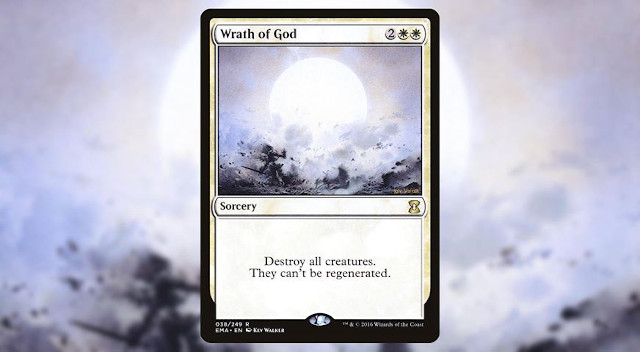 Wrath of God 2
Sorcery
Destroy all creatures.
They can't be regenerated.
038/249 R
EMA • EN Kev Walker
™ & © 2016 Wizards of the Coast